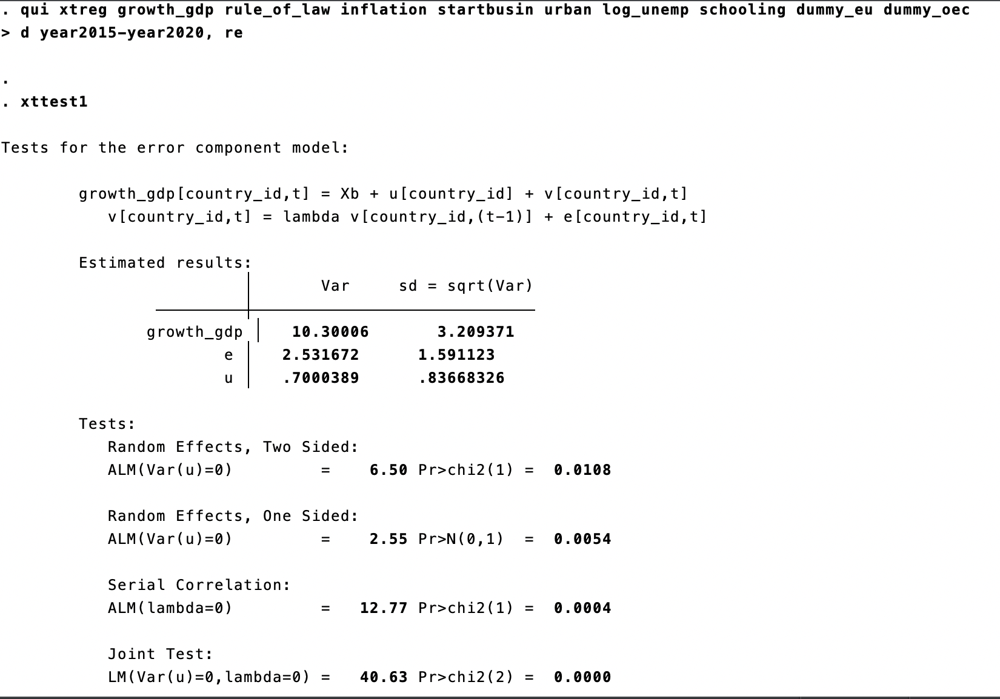 . qui xtreg growth_gdp rule_of_law inflation startbusin urban log_unemp schooling dummy_eu dummy_oec
> d year2015-year2020, re
.
. xttest1
Tests for the error component model:
growth_gdp[country_id,t] = Xb + u[country_id] + v[country_id,t]
v[country_id,t] = lambda v[country_id,(t-1)] + e[country_id,t]
Estimated results:
Var sd = sqrt(Var)
growth_gdp 10.30006 3.209371
e 2.531672 1.591123
u .7000389 .83668326
Tests:
Random Effects, Two Sided:
ALM(Var(u)=0) = 6.50 Pr>chi2(1) = 0.0108
Random Effects, One Sided:
ALM(Var(u)=0) = 2.55 Pr>N(0,1) = 0.0054
Serial Correlation:
ALM(lambda=0) = 12.77 Pr>chi2(1) = 0.0004
Joint Test:
LM(Var(u)=0,lambda=0) = 40.63 Pr>chi2(2) = 0.0000